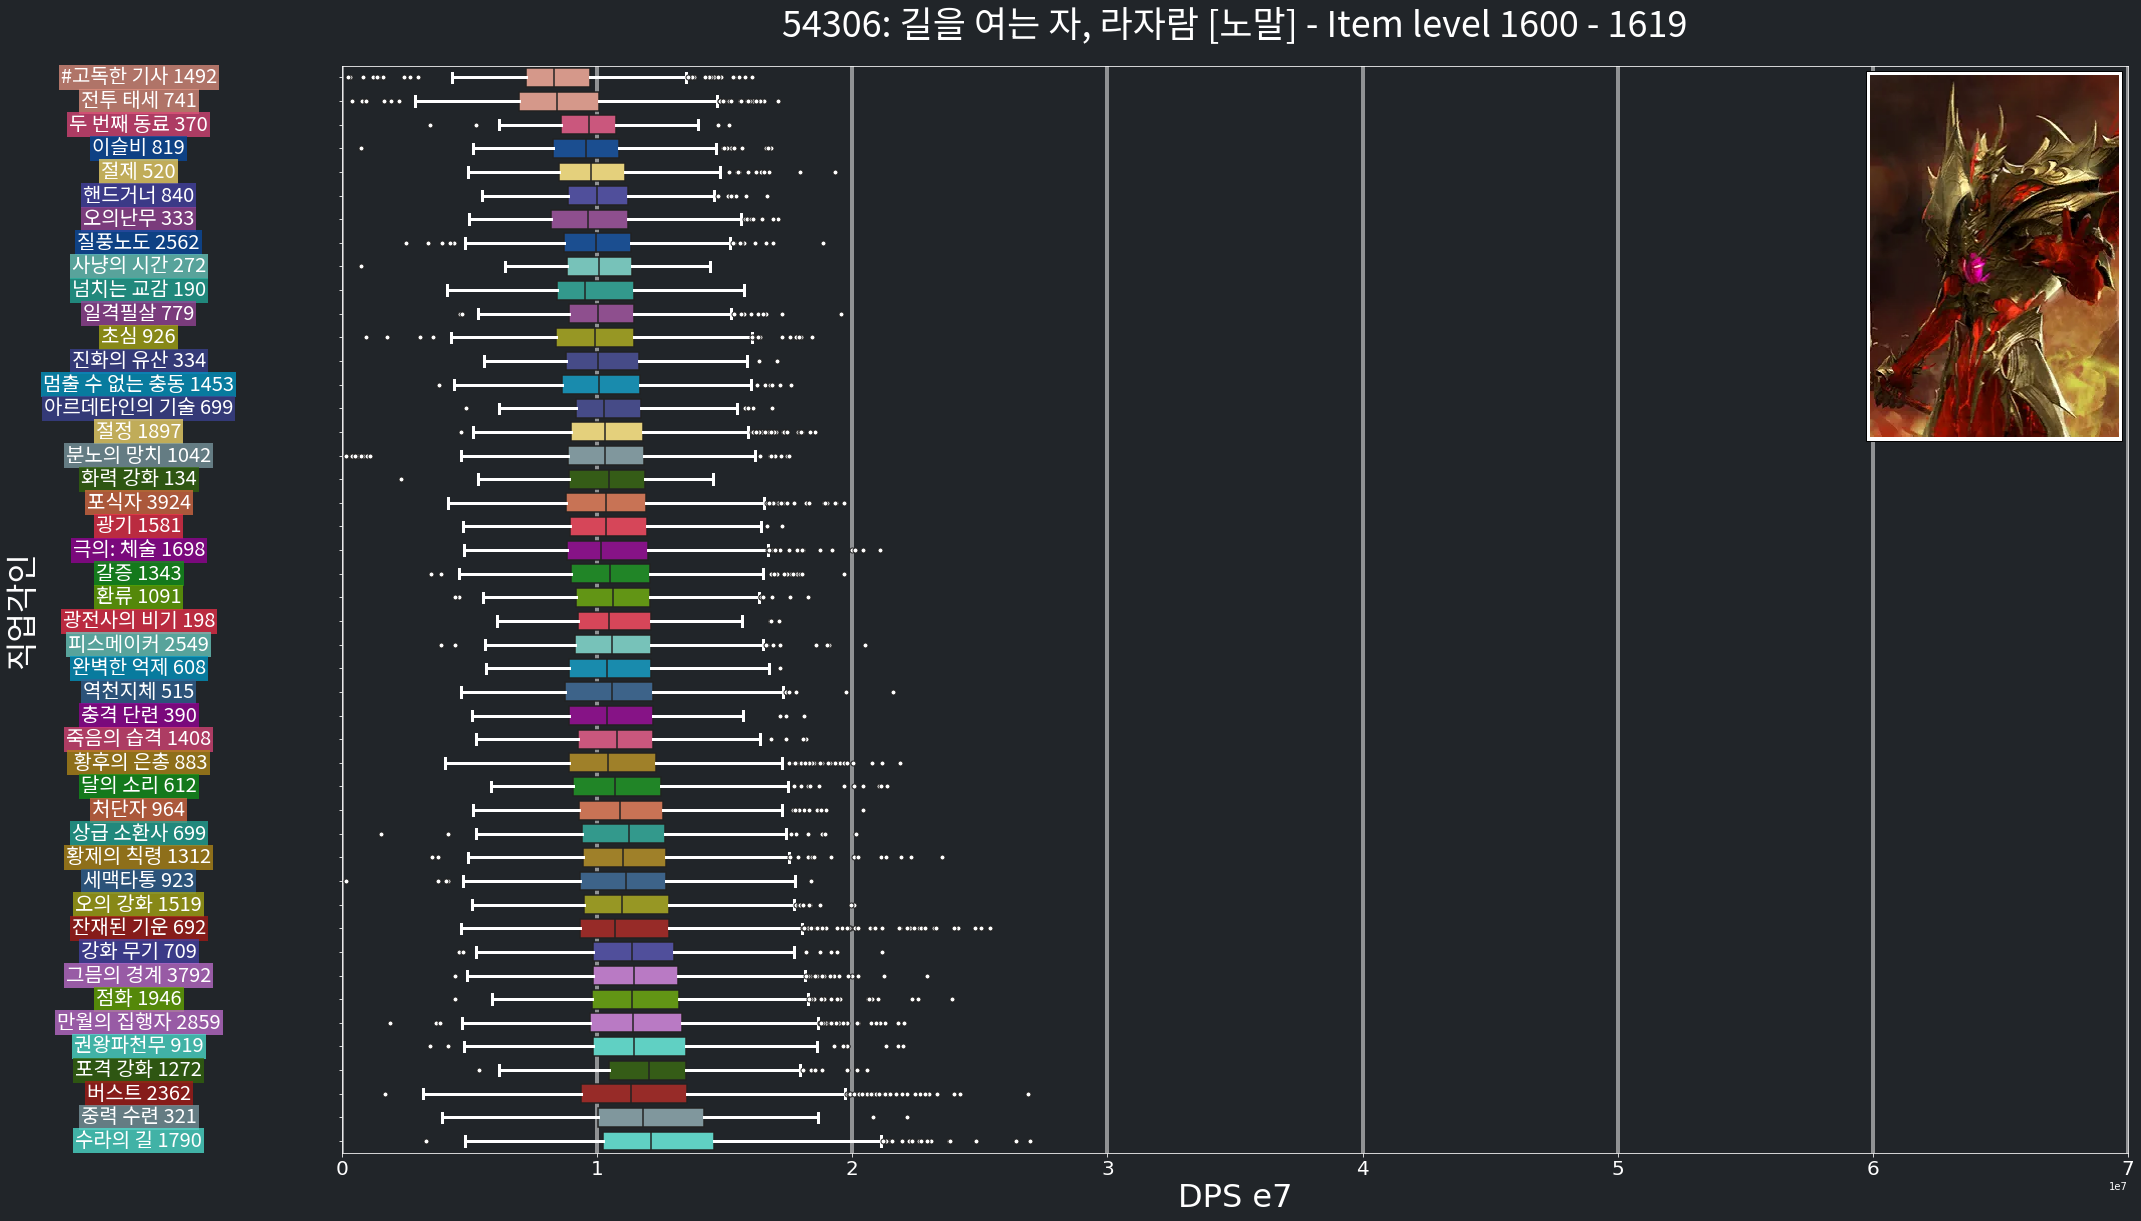 54306: 길을 여는 자, 라자람 [노말] - Item level 1600 - 1619
#고독한 기사 1492
전투 태세 741
두 번째 동료 370
이슬비 819
절제 520
핸드거너 840
오의난무 333
질풍노도 2562
사냥의 시간 272
넘치는 교감 190
일격필살 779
초심 926
진화의 유산 334
멈출 수 없는 충동 1453
아르데타인의 기술 699
절정 1897
분노의 망치 1042
화력 강화 134
포식자 3924
광기 1581
극의: 체술 1698
갈증 1343
환류 1091
광전사의 비기 198
피스메이커 2549
완벽한 억제 608
역천지체 515
충격 단련 390
죽음의 습격 1408
황후의 은총 883
달의 소리 612
처단자 964
상급 소환사 699
황제의 칙령 1312
세맥타통 923
오의 강화 1519
잔재된 기운 692
강화 무기 709
그믐의 경계 3792
점화 1946
만월의 집행자 2859
권왕파천무 919
포격 강화 1272
버스트 2362
중력 수련 321
수라의 길 1790
직업각인
0 1 2 3 4 5 6 7
1e7
DPS e7